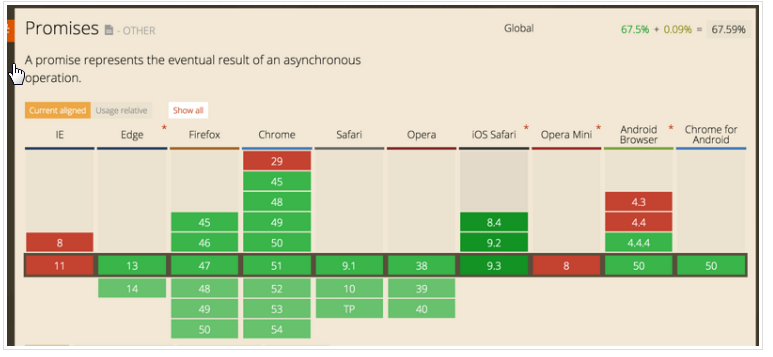 Promises - OTHER
Global
67.5% + 0.09% = 67.59%
A promise represents the eventual result of an asynchronous
operation.
Current aligned Usage relative Show all
IE Edge * Firefox Chrome Safari Opera iOS Safari * Opera Mini * Android Browser * Chrome for Android
29
45
48 4.3
45 49 8.4 4.4
8 46 50 9.2 4.4.4
11 13 47 51 9.1 38 9.3 8 50 50
14 48 52 10 39
49 53 TP 40
50 54